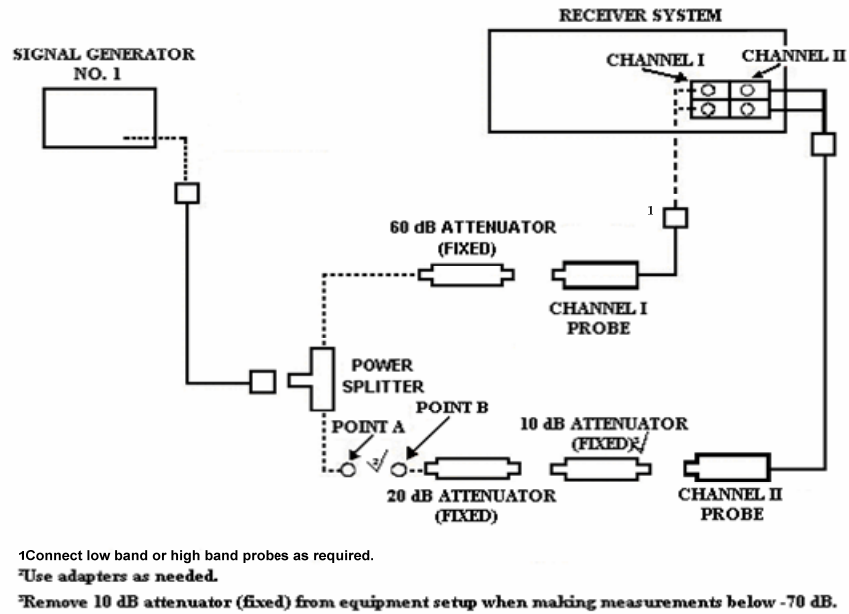 RECEIVER SYSTEM
SIGNAL GENERATOR
NO. 1
CHANNEL I
CHANNEL II
1
60 dB ATTENUATOR
(FIXED)
CHANNEL I
PROBE
POWER
SPLITTER
POINT A
POINT B
2
10 dB ATTENUATOR
(FIXED)
20 dB ATTENUATOR
(FIXED)
CHANNEL II
PROBE
1Connect low band or high band probes as required.
²Use adapters as needed.
³Remove 10 dB attenuator (fixed) from equipment setup when making measurements below -70 dB.